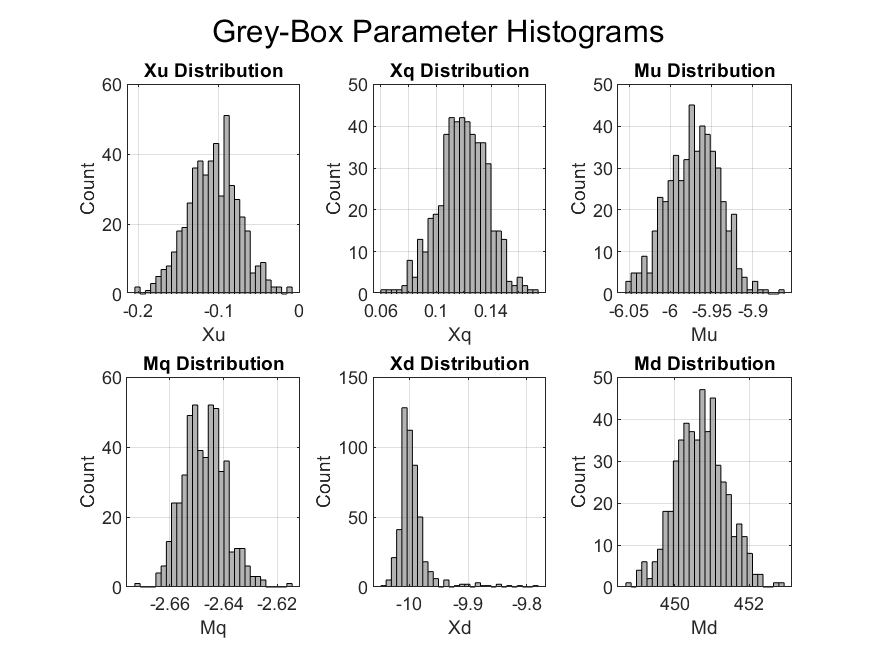 Grey-Box Parameter Histograms
Xu Distribution
60
40
20
0
Count
-0.2 -0.1 0
Xu
Xq Distribution
50
40
30
20
10
0
Count
0.06 0.1 0.14
Xq
Mu Distribution
50
40
30
20
10
0
Count
-6.05 -6 -5.95 -5.9
Mu
Mq Distribution
60
40
20
0
Count
-2.66 -2.64 -2.62
Mq
Xd Distribution
150
100
50
0
Count
-10 -9.9 -9.8
Xd
Md Distribution
50
40
30
20
10
0
Count
450 452
Md